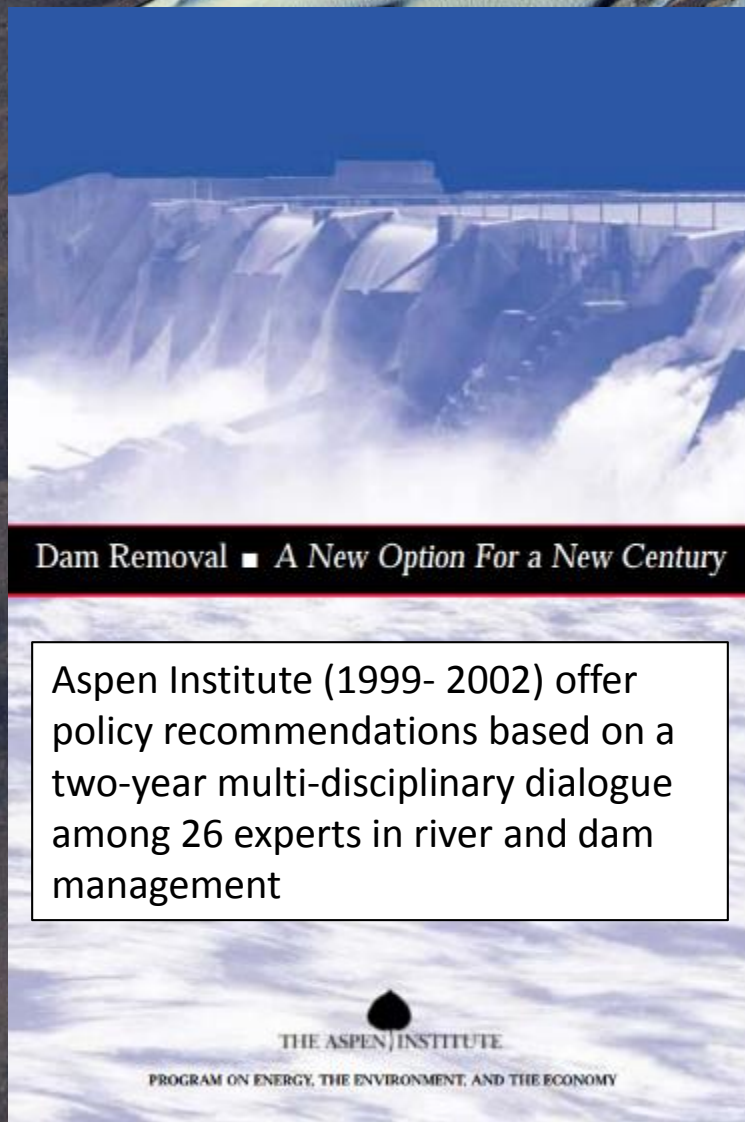 Dam Removal ■ A New Option For a New Century
Aspen Institute (1999- 2002) offer
policy recommendations based on a
two-year multi-disciplinary dialogue
among 26 experts in river and dam
management
THE ASPEN INSTITUTE
PROGRAM ON ENERGY, THE ENVIRONMENT, AND THE ECONOMY